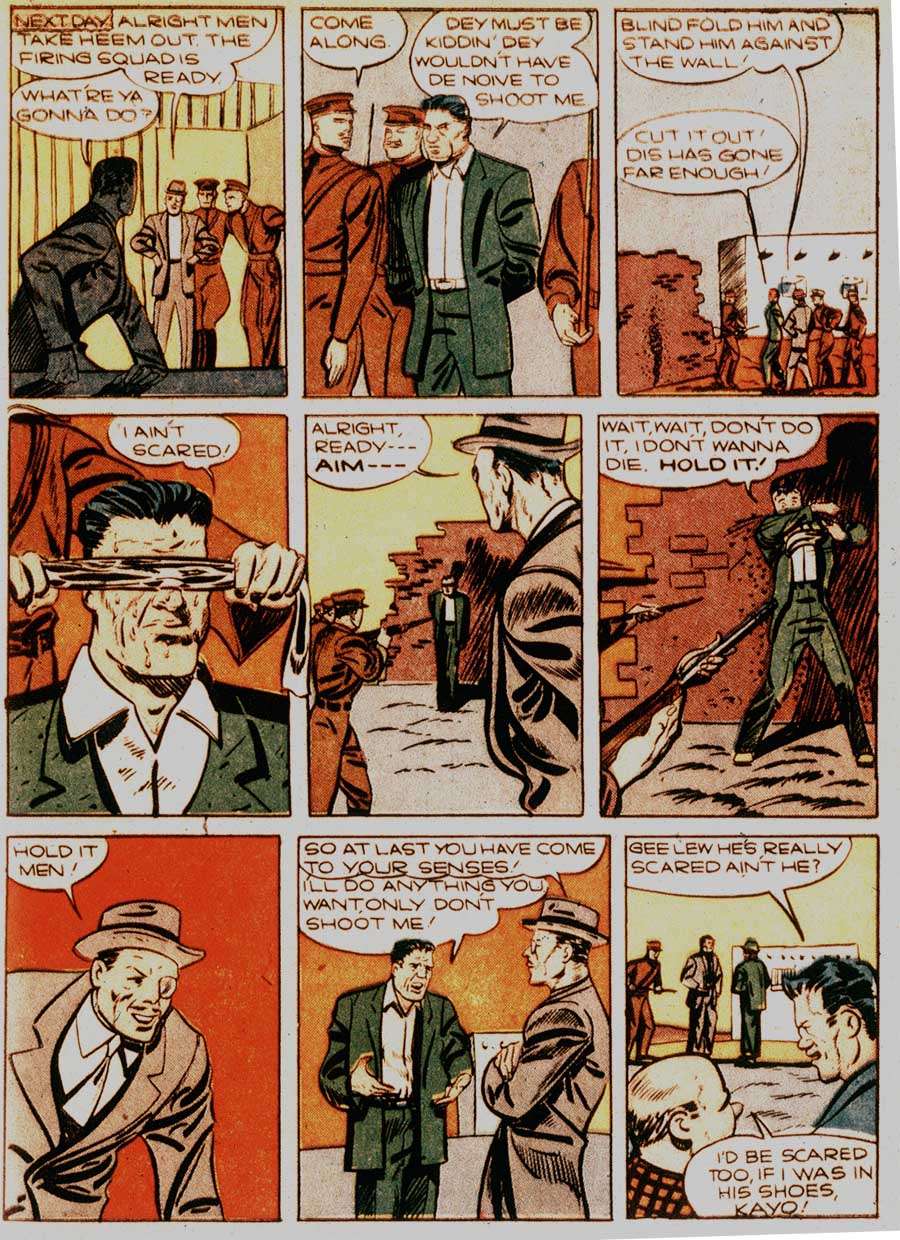 NEXT DAY. ALRIGHT MEN
TAKE HEEM OUT. THE
FIRING SQUAD IS
READY.
WHAT'RE YA
GONNA DO?
COME
ALONG.
DEY MUST BE
KIDDIN' DEY
WOULDN'T HAVE
DE NOIVE TO
SHOOT ME.
BLIND FOLD HIM AND
STAND HIM AGAINST
THE WALL!
CUT IT OUT!
DIS HAS GONE
FAR ENOUGH!
I AIN'T
SCARED!
ALRIGHT,
READY---
AIM---
WAIT, WAIT, DON'T DO
IT, I DON'T WANNA
DIE. HOLD IT!
HOLD IT
MEN!
SO AT LAST YOU HAVE COME
TO YOUR SENSES!
I'LL DO ANYTHING YOU
WANT, ONLY DON'T
SHOOT ME!
GEE LEW HE'S REALLY
SCARED AIN'T HE?
I'D BE SCARED
TOO, IF I WAS IN
HIS SHOES,
KAYO!